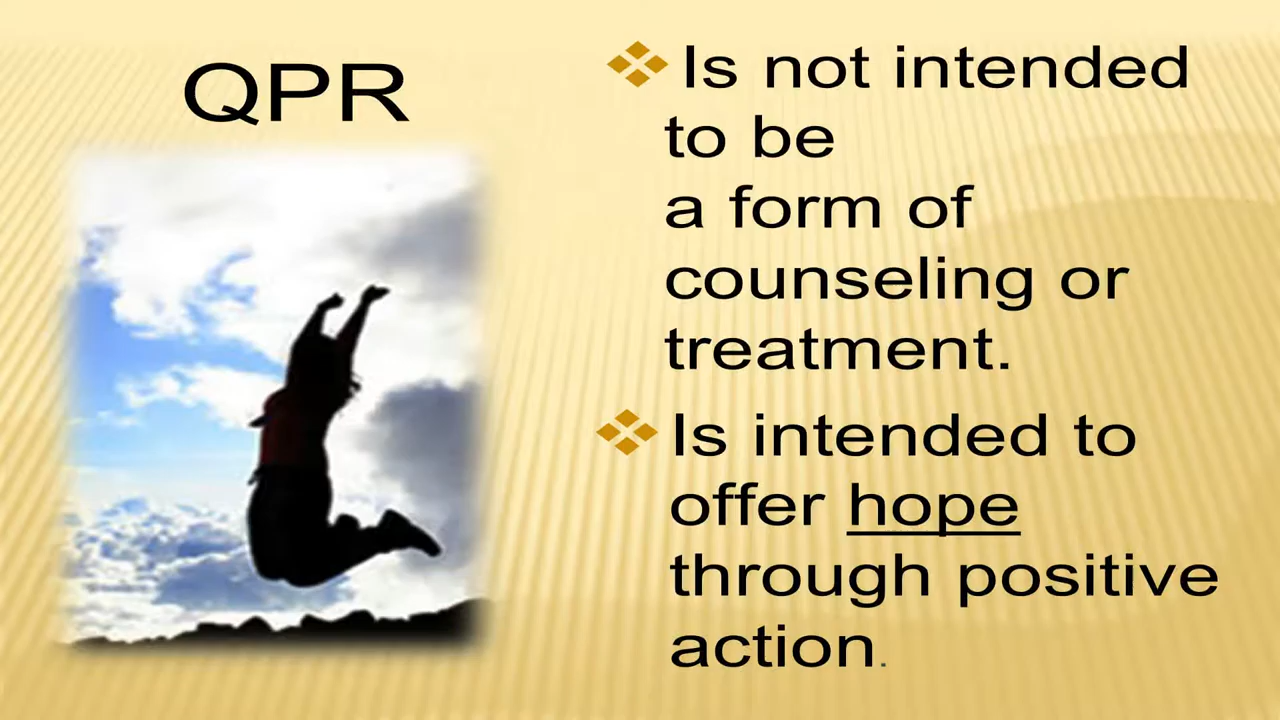 QPR
Is not intended
to be
a form of
counseling or
treatment.
Is intended to
offer hope
through positive
action.